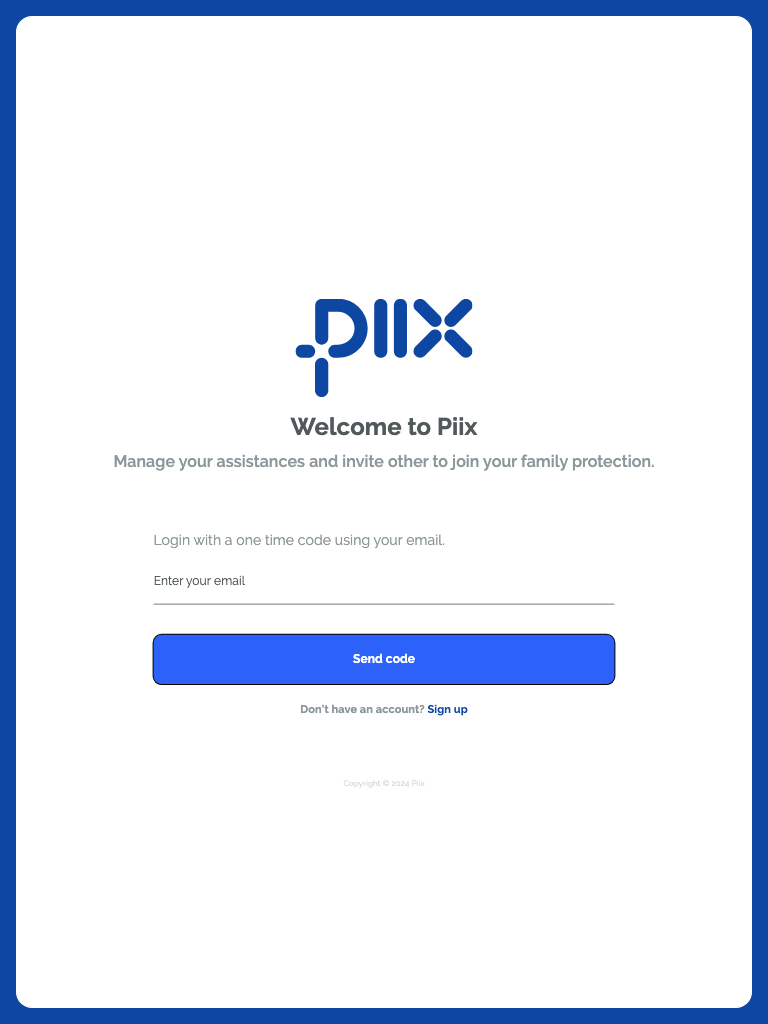 piix
Welcome to Piix
Manage your assistances and invite other to join your family protection.
Login with a one time code using your email.
Enter your email
Send code
Don't have an account? Sign up
Copyright © 2024 Piix